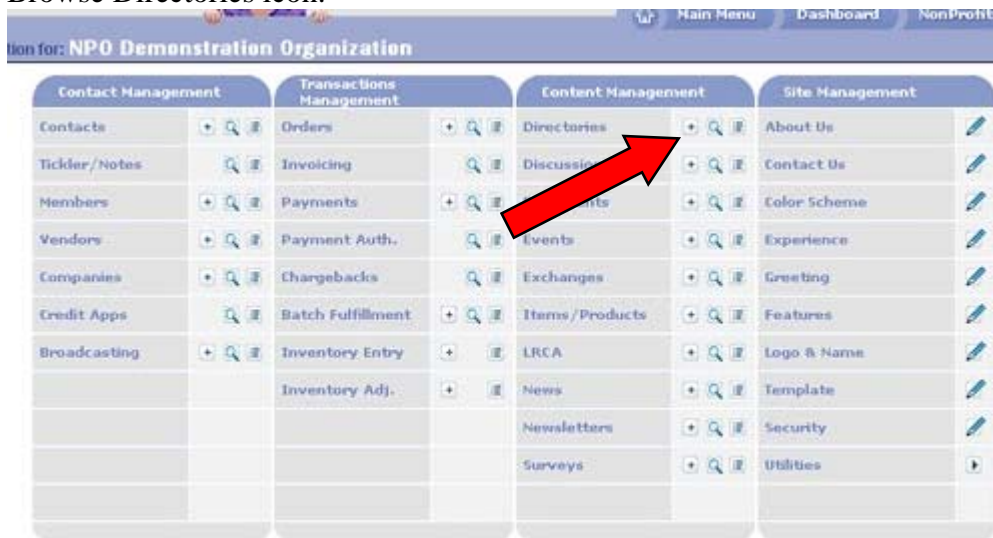 Browse Directories icon.
Main Menu Dashboard NonProfit
tion for: NPO Demonstration Organization
Contact Management Transactions Management Content Management Site Management
Contacts Orders Directories About Us
Tickler/Notes Invoicing Contact Us
Members Payments Color Scheme
Vendors Payment Auth. Events Experience
Companies Chargebacks Exchanges Greeting
Credit Apps Batch Fulfillment Items/Products Features
Broadcasting Inventory Entry LRCA Logo & Name
Inventory Adj. News Template
Newsletters Security
Surveys Utilities